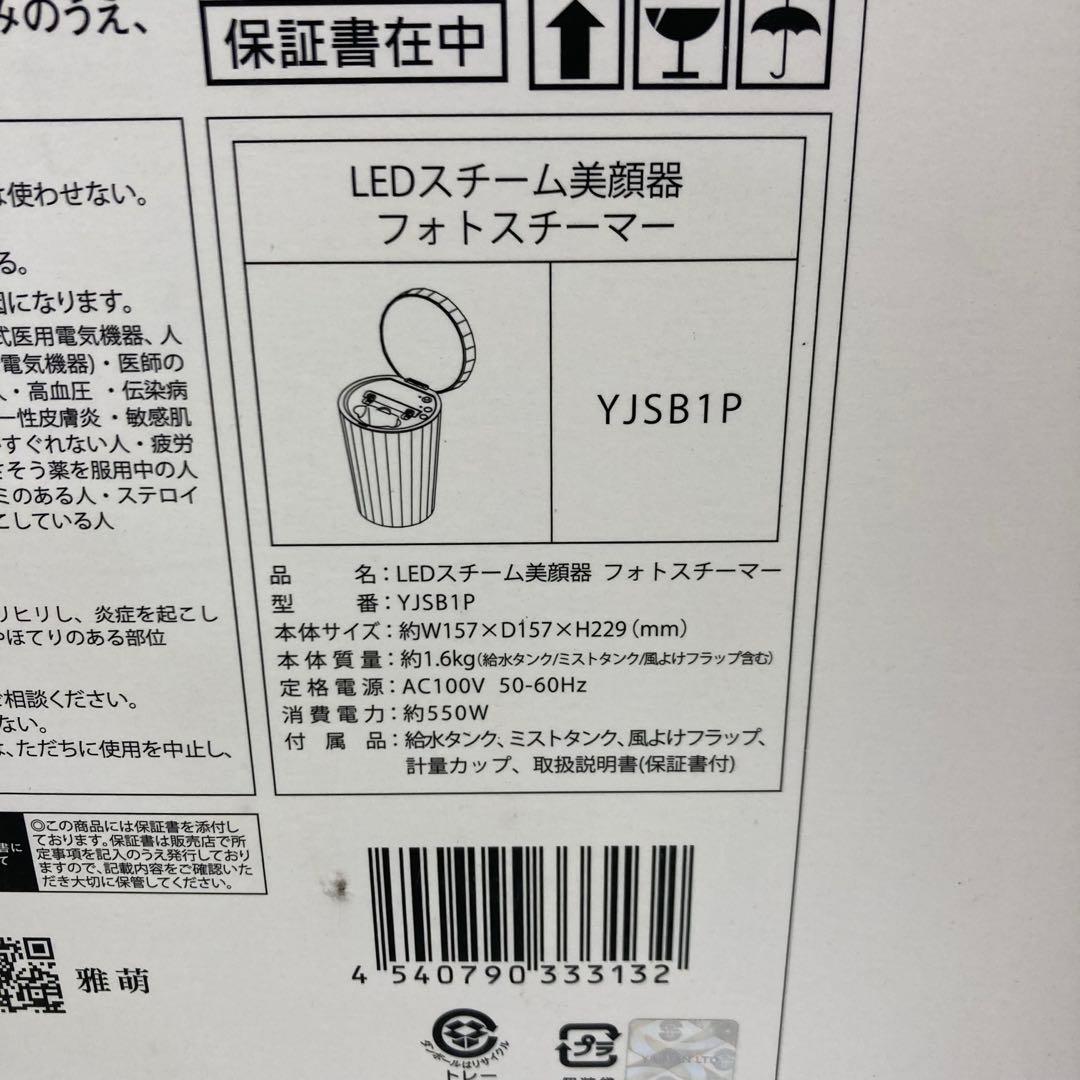 みのうえ、
保証書在中
は使わせない。
る。
因になります。
式医用電気機器、人
電気機器)・医師の
人・高血圧 ・伝染病
ー性皮膚炎 ・敏感肌
すぐれない人・疲労
させそう薬を服用中の人
ミのある人・ステロイ
こしている人
リヒリし、炎症を起こし
やほてりのある部位
ご相談ください。
ない。
は、ただちに使用を中止し、
LEDスチーム美顔器
フォトスチーマー
YJSB1P
品 名：LEDスチーム美顔器 フォトスチーマー
型 番：YJSB1P
本体サイズ：約W157×D157×H229（mm）
本体質量：約1.6kg(給水タンク/ミストタンク/風よけフラップ含む)
定格電源：AC100V 50-60Hz
消費電力：約550W
付属品：給水タンク、ミストタンク、風よけフラップ、
計量カップ、取扱説明書(保証書付)
書に
て
◎この商品には保証書を添付し
ております。保証書は販売店で所
定事項を記入のうえ発行しており
ますので、記載内容をご確認いた
だき大切に保管してください。
雅萌
4 540790 333132
ダンボールはリサイクル
トレー
プラ
YA-MAN LTD.